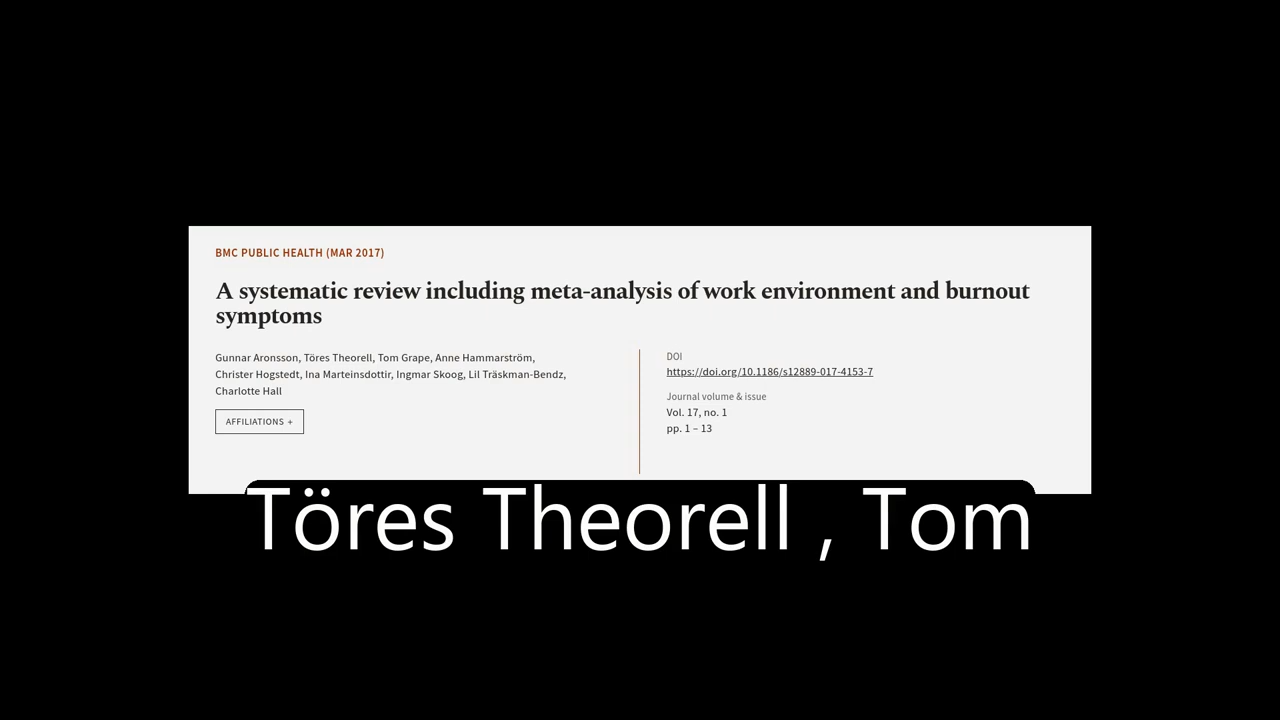 BMC PUBLIC HEALTH (MAR 2017)
A systematic review including meta-analysis of work environment and burnout
symptoms
Gunnar Aronsson, Töres Theorell, Tom Grape, Anne Hammarström,
Christer Hogstedt, Ina Marteinsdottir, Ingmar Skoog, Lil Träskman-Bendz,
Charlotte Hall
AFFILIATIONS +
DOI
https://doi.org/10.1186/s12889-017-4153-7
Journal volume & issue
Vol. 17, no. 1
pp. 1 – 13
Töres Theorell , Tom